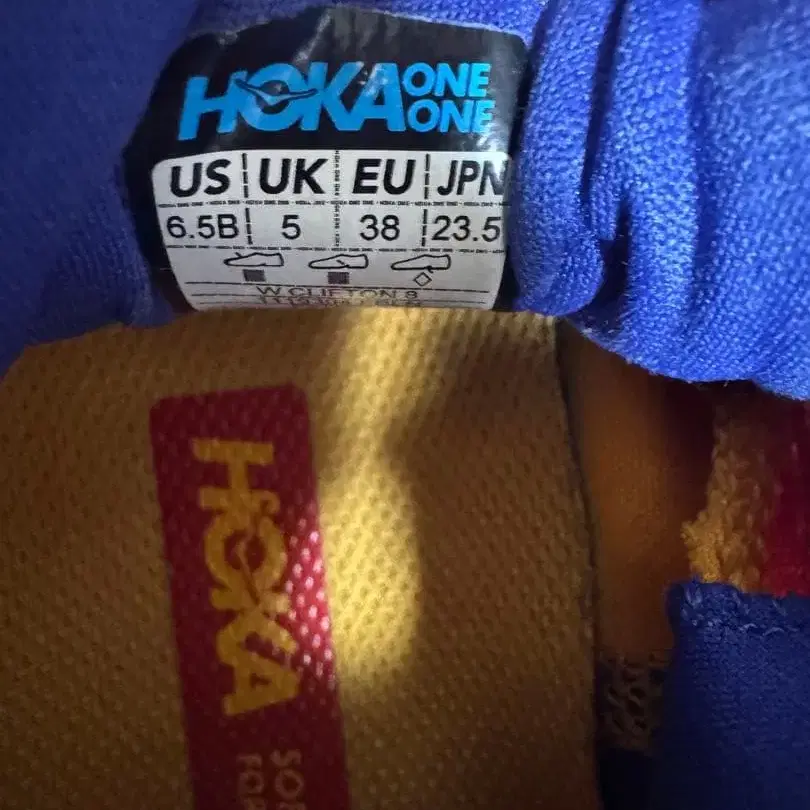 HOKA ONE ONE
US UK EU JPN
6.5B 5 38 23.5
W CLIFTON 8
HOKA